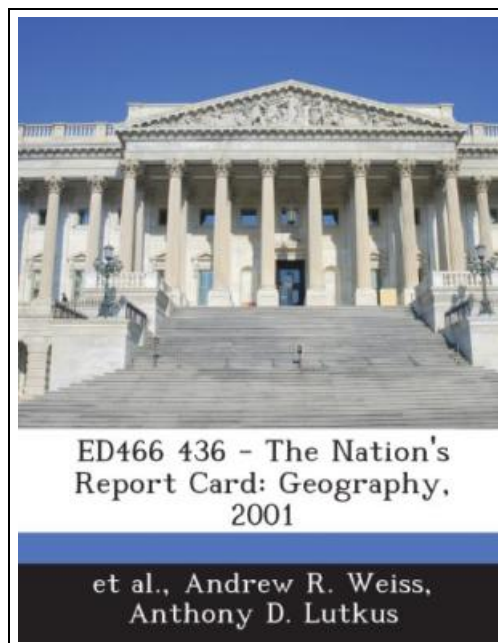 ED466 436 - The Nation's
Report Card: Geography,
2001
et al., Andrew R. Weiss,
Anthony D. Lutkus